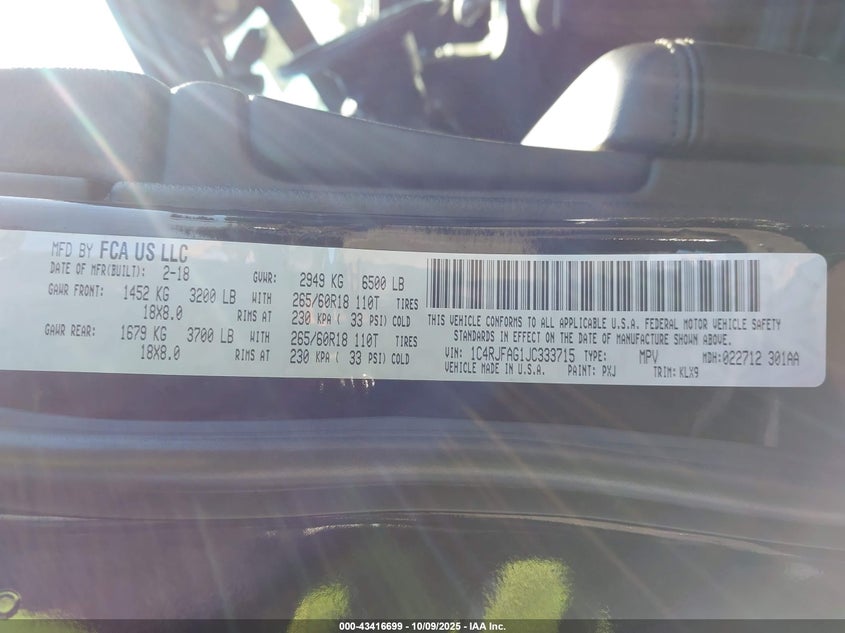 MFD BY FCA US LLC
DATE OF MFR(BUILT): 2-18 GVWR: 2949 KG 6500 LB
GAWR FRONT: 1452 KG 3200 LB WITH 265/60R18 110T TIRES
18X8.0 RIMS AT 230 KPA ( 33 PSI) COLD
GAWR REAR: 1679 KG 3700 LB WITH 265/60R18 110T TIRES
18X8.0 RIMS AT 230 KPA ( 33 PSI) COLD
THIS VEHICLE CONFORMS TO ALL APPLICABLE U.S.A. FEDERAL MOTOR VEHICLE SAFETY
STANDARDS IN EFFECT ON THE DATE OF MANUFACTURE SHOWN ABOVE.
VIN: 1C4RJFAG1JC333715 TYPE: MPV MDH: 022712 301AA
VEHICLE MADE IN U.S.A. PAINT: PXJ TRIM: KLX9
000-43416699 - 10/09/2025 - IAA Inc.